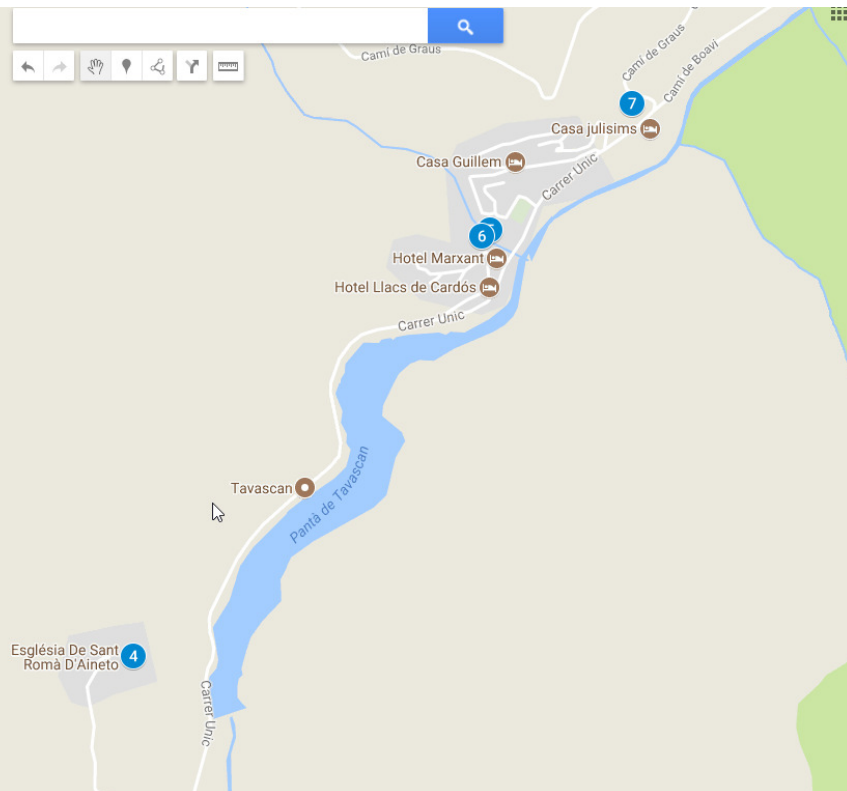 Camí de Graus
Camí de Graus
Camí de Boavi
7
Casa julisims
Casa Guillem
Carrer Unic
6
Hotel Marxant
Hotel Llacs de Cardós
Carrer Unic
Pantà de Tavascan
Tavascan
Església De Sant
Romà D'Aineto
4
Carrer Unic